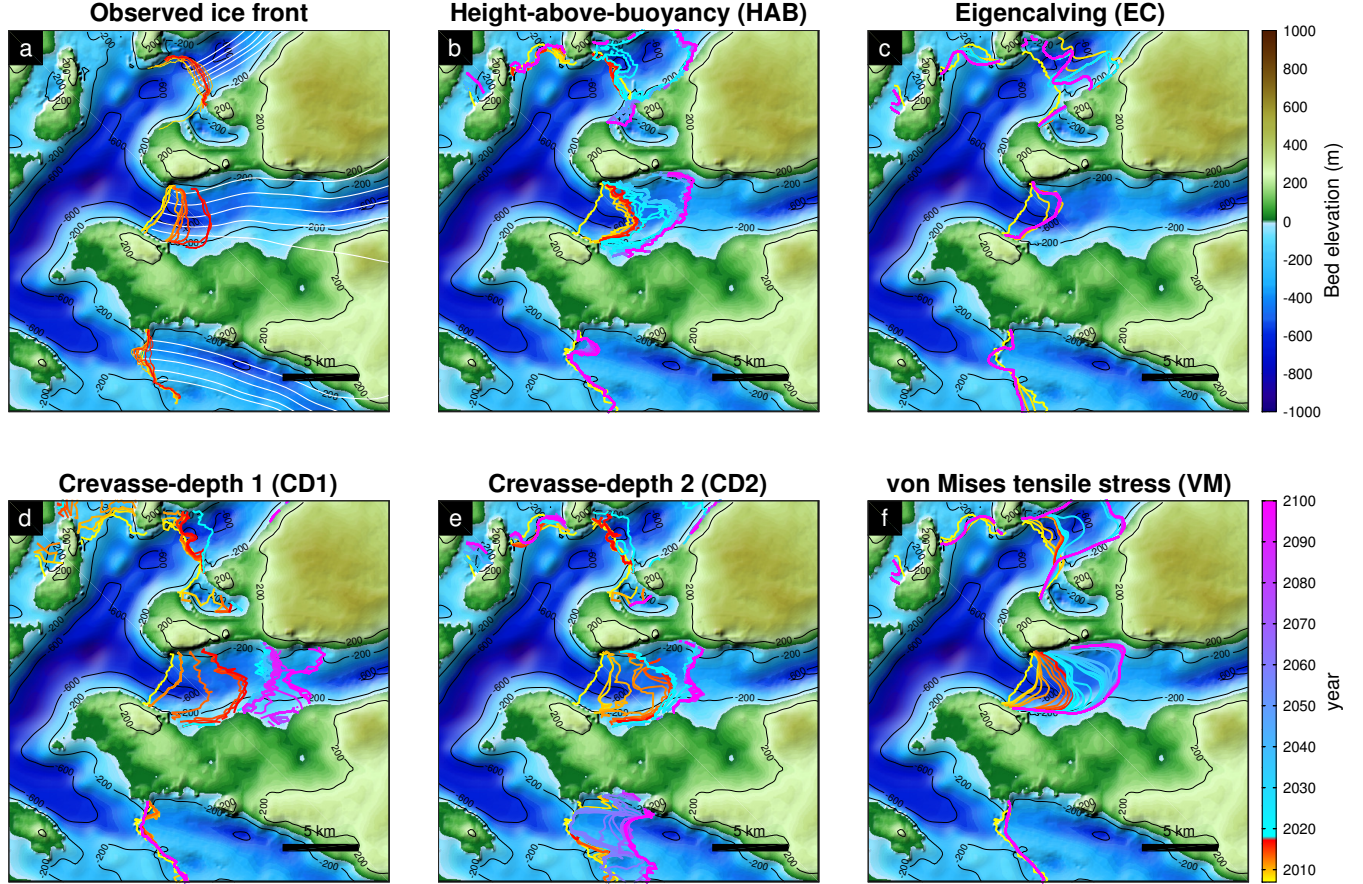 Observed ice front
Height-above-buoyancy (HAB)
Eigencalving (EC)
a
b
c
5 km
5 km
5 km
1000
800
600
400
200
0
-200
-400
-600
-800
-1000
Bed elevation (m)
Crevasse-depth 1 (CD1)
Crevasse-depth 2 (CD2)
von Mises tensile stress (VM)
d
e
f
5 km
5 km
5 km
2100
2090
2080
2070
2060
2050
2040
2030
2020
2010
year